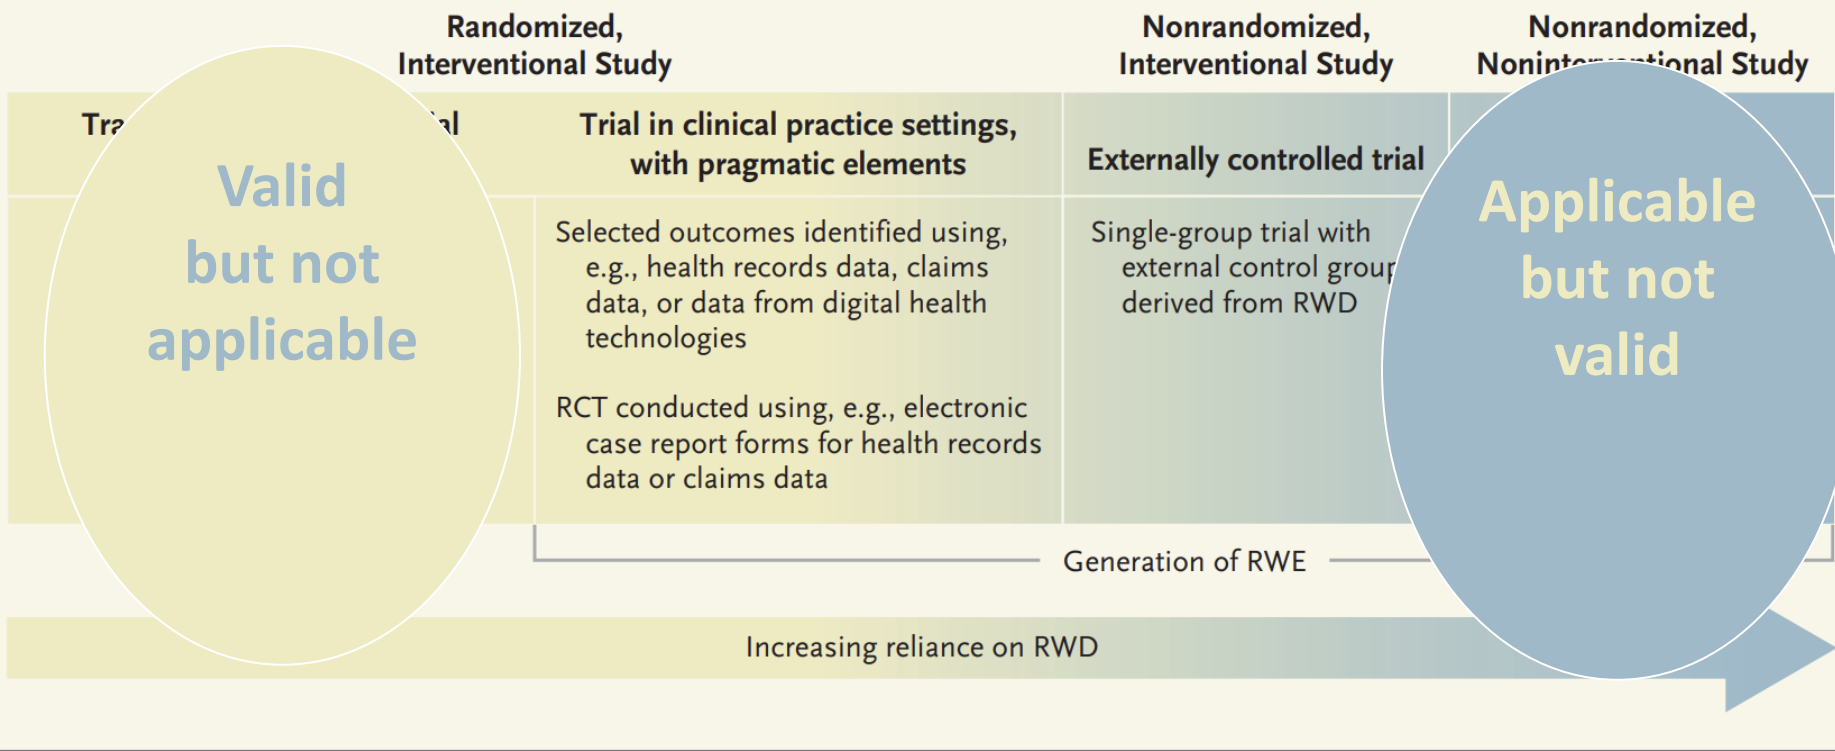 Randomized,
Interventional Study
Nonrandomized,
Interventional Study
Nonrandomized,
Noninterventional Study
Trial in clinical practice settings,
with pragmatic elements
Externally controlled trial
Valid
but not
applicable
Selected outcomes identified using,
e.g., health records data, claims
data, or data from digital health
technologies
RCT conducted using, e.g., electronic
case report forms for health records
data or claims data
Single-group trial with
external control group
derived from RWD
Applicable
but not
valid
Generation of RWE
Increasing reliance on RWD